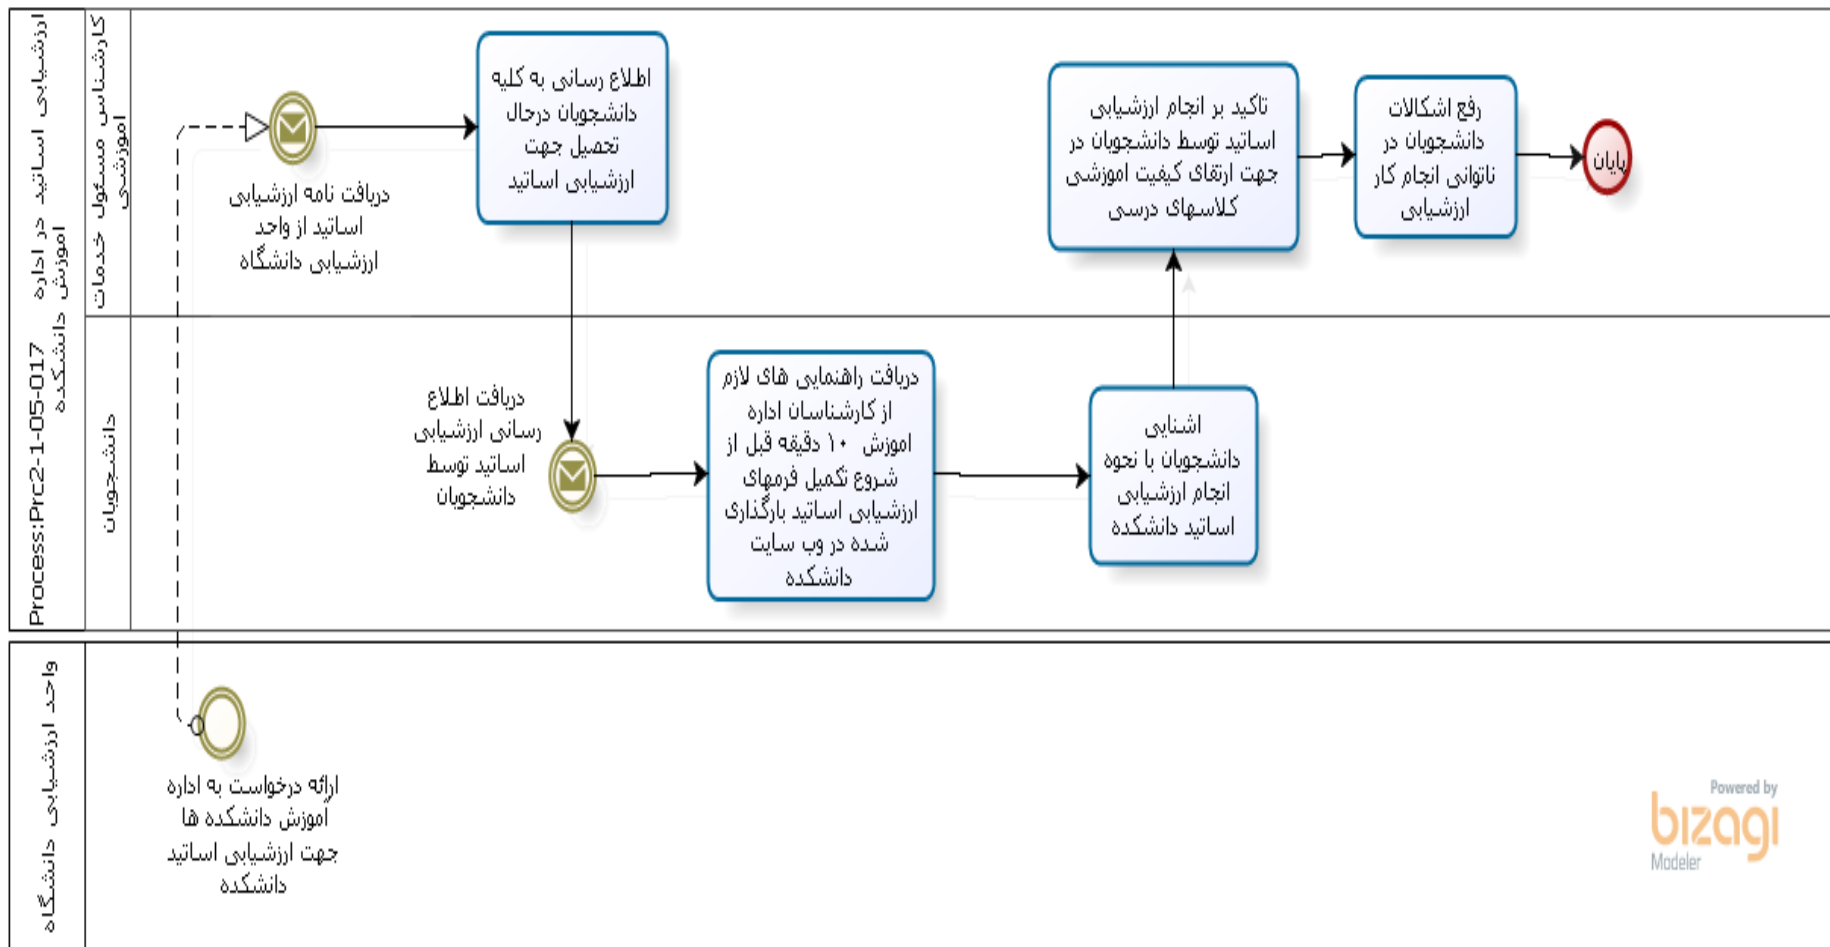 Process:Prc2-1-05-017 ارزشیابی اساتید در اداره
اموزش دانشکده
کارشناس مسئول خدمات
اموزشی
دریافت نامه ارزشیابی
اساتید از واحد
ارزشیابی دانشگاه
اطلاع رسانی به کلیه
دانشجویان درحال
تحصیل جهت
ارزشیابی اساتید
تاکید بر انجام ارزشیابی
اساتید توسط دانشجویان در
جهت ارتقای کیفیت اموزشی
کلاسهای درسی
رفع اشکالات
دانشجویان در
ناتوانی انجام کار
ارزشیابی
پایان
دانشجویان
دریافت اطلاع
رسانی ارزشیابی
اساتید توسط
دانشجویان
دریافت راهنمایی های لازم
از کارشناسان اداره
اموزش ۱۰ دقیقه قبل از
شروع تکمیل فرمهای
ارزشیابی اساتید بارگذاری
شده در وب سایت
دانشکده
اشنایی
دانشجویان با نحوه
انجام ارزشیابی
اساتید دانشکده
واحد ارزشیابی دانشگاه
ارائه درخواست به اداره
آموزش دانشکده ها
جهت ارزشیابی اساتید
دانشکده
Powered by
bizagi
Modeler